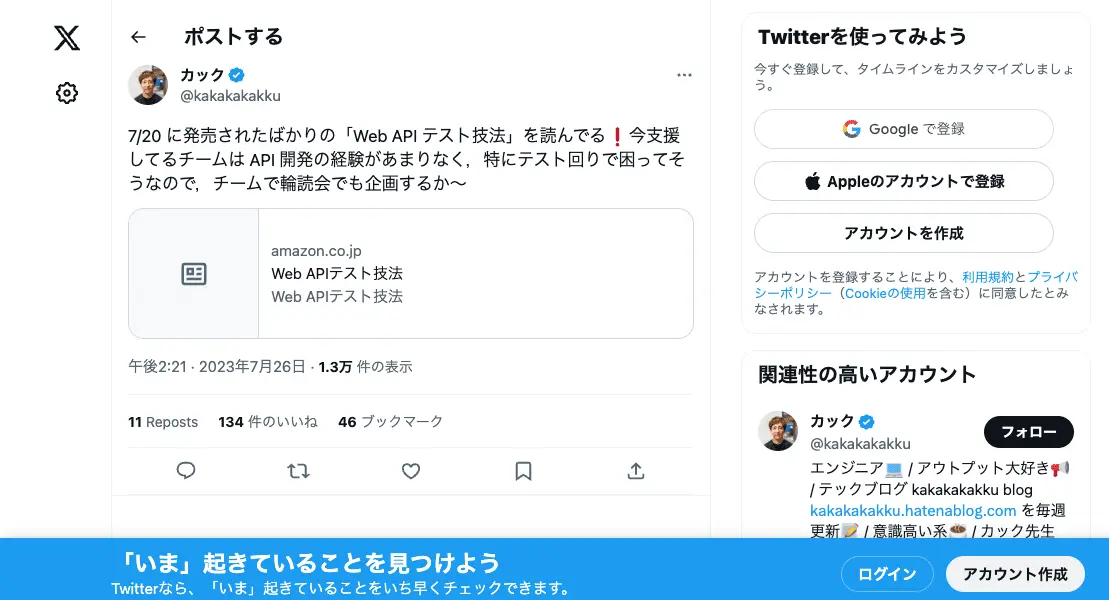 ポストする
カック
@kakakakakku
7/20 に発売されたばかりの「Web API テスト技法」を読んでる❗今支援
してるチームは API 開発の経験があまりなく，特にテスト回りで困ってそ
うなので，チームで輪読会でも企画するか〜
amazon.co.jp
Web APIテスト技法
Web APIテスト技法
午後2:21 · 2023年7月26日 · 1.3万 件の表示
11 Reposts 134 件のいいね 46 ブックマーク
Twitterを使ってみよう
今すぐ登録して、タイムラインをカスタマイズしましょ
う。
Google で登録
Appleのアカウントで登録
アカウントを作成
アカウントを登録することにより、利用規約とプライバ
シーポリシー（Cookieの使用を含む）に同意したとみ
なされます。
関連性の高いアカウント
カック
@kakakakakku
フォロー
エンジニア💻 / アウトプット大好き📢
/ テックブログ kakakakakku blog
kakakakakku.hatenablog.com を毎週
更新📝 / 意識高い系☕ / カック先生
「いま」起きていることを見つけよう
Twitterなら、「いま」起きていることをいち早くチェックできます。
ログイン
アカウント作成